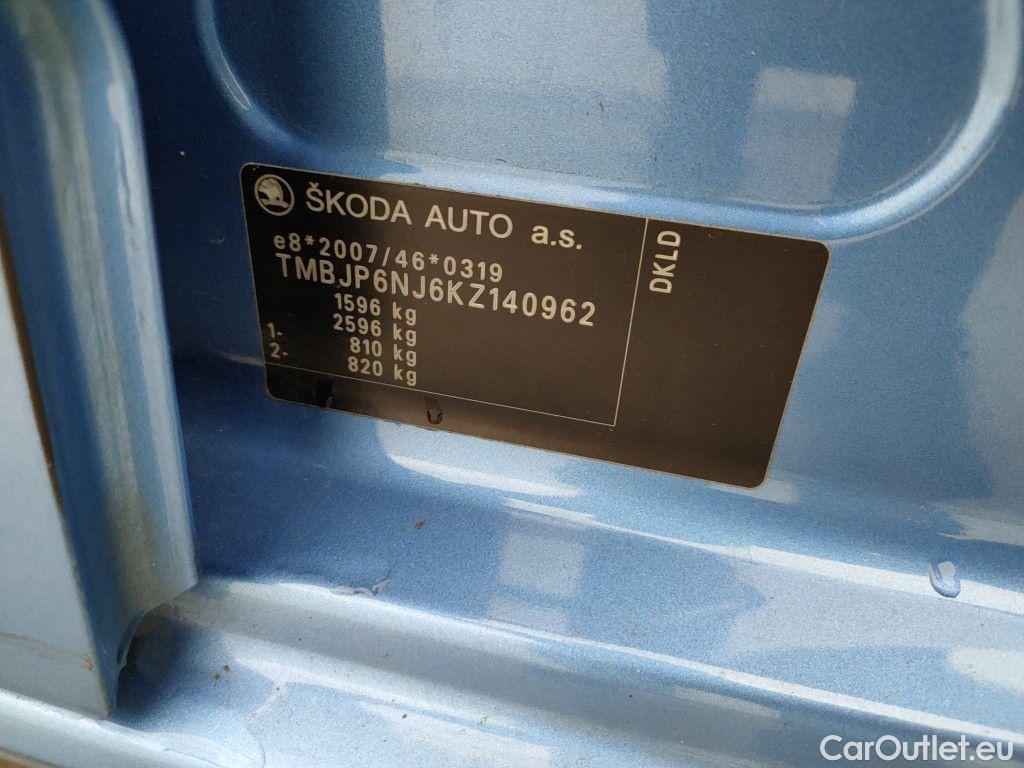 ŠKODA AUTO a.s.
e8*2007/46*0319
TMBJP6NJ6KZ140962
1596 kg
2596 kg
1- 810 kg
2- 820 kg
DKLD
CarOutlet.eu